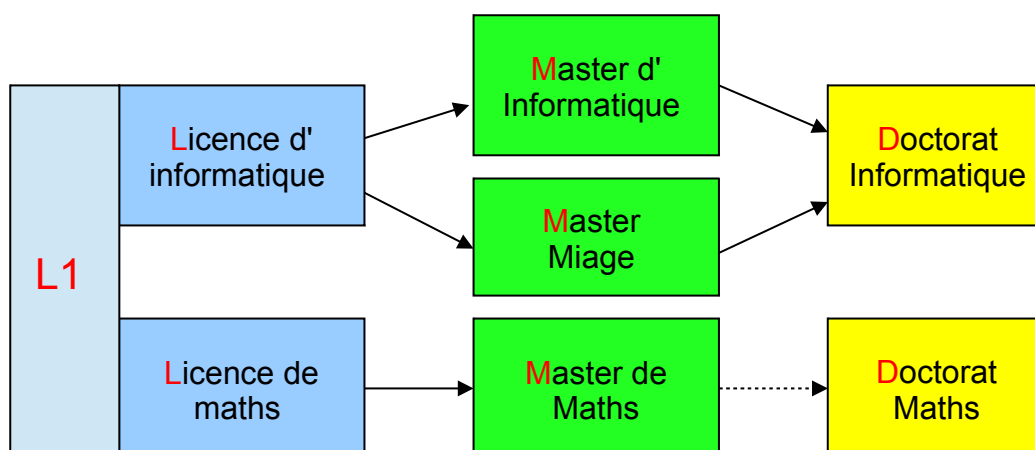 L1
Licence d'
informatique
Master d'
Informatique
Master
Miage
Doctorat
Informatique
Licence de
maths
Master de
Maths
Doctorat
Maths